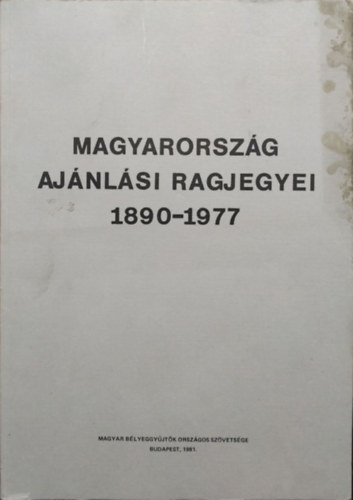 MAGYARORSZÁG
AJÁNLÁSI RAGJEGYEI
1890-1977
MAGYAR BÉLYEGGYŰJTŐK ORSZÁGOS SZÖVETSÉGE
BUDAPEST, 1981.